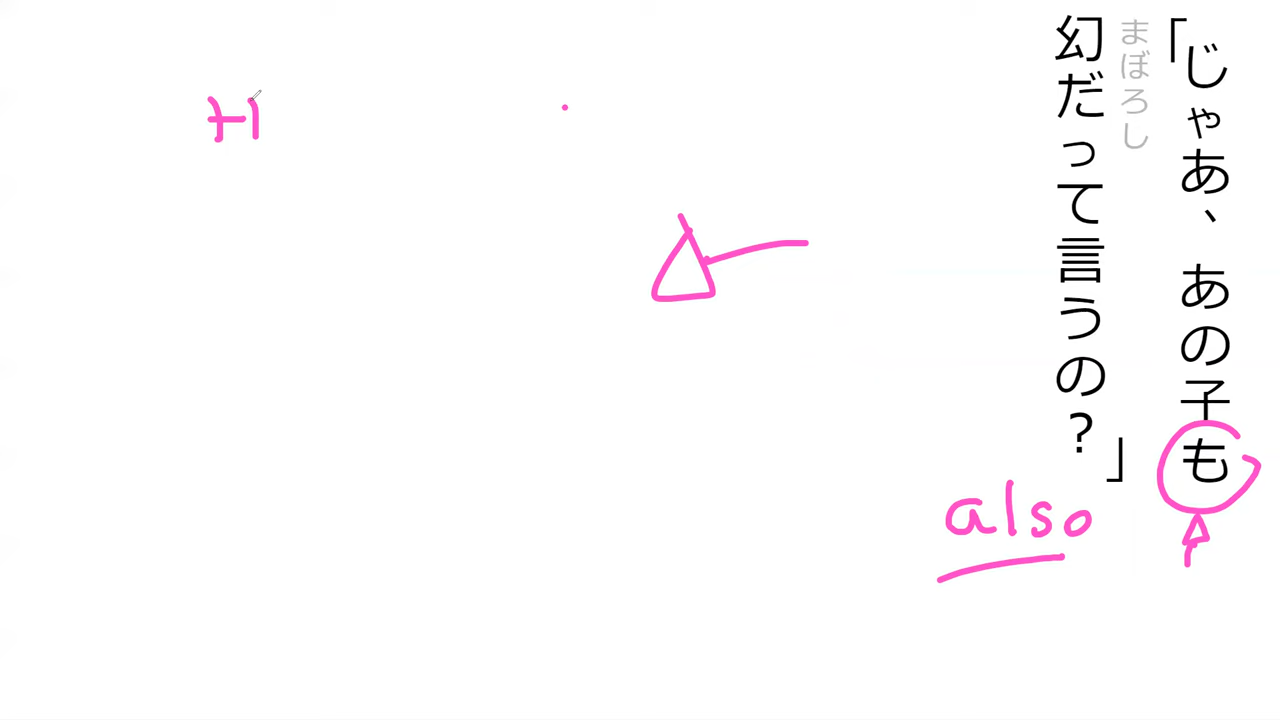 「じゃあ、あの子も
まぼろし
幻だって言うの？」
also